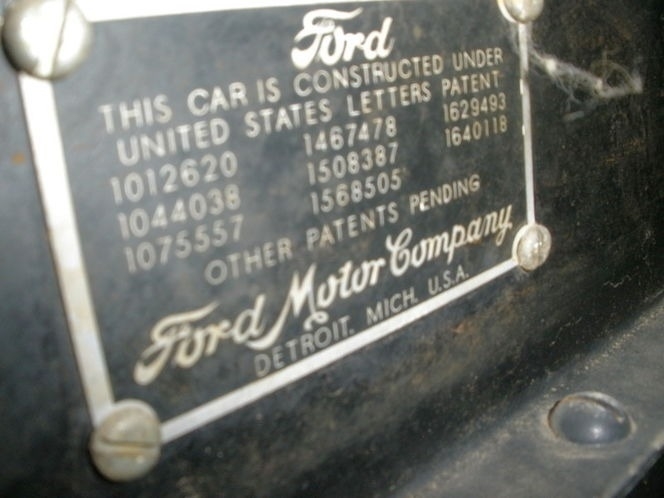 Ford
THIS CAR IS CONSTRUCTED UNDER
UNITED STATES LETTERS PATENT
1012620 1467478 1629493
1044038 1508387 1640118
1075557 1568505
OTHER PATENTS PENDING
Ford Motor Company
DETROIT, MICH. U.S.A.